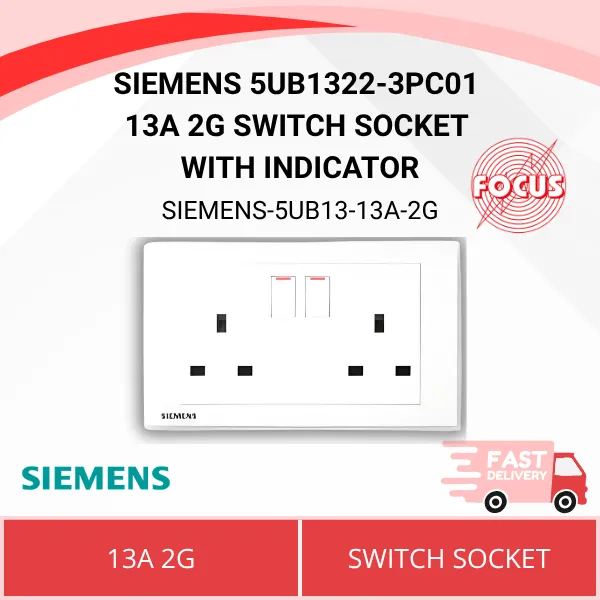 SIEMENS 5UB1322-3PC01
13A 2G SWITCH SOCKET
WITH INDICATOR
FOCUS
SIEMENS-5UB13-13A-2G
SIEMENS
SIEMENS
FAST
DELIVERY
13A 2G
SWITCH SOCKET